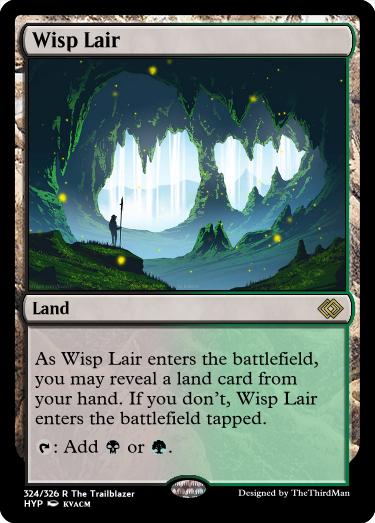 Wisp Lair
Land
As Wisp Lair enters the battlefield,
you may reveal a land card from
your hand. If you don't, Wisp Lair
enters the battlefield tapped.
: Add or .
324/326 R The Trailblazer
HYP KVACM
Designed by TheThirdMan